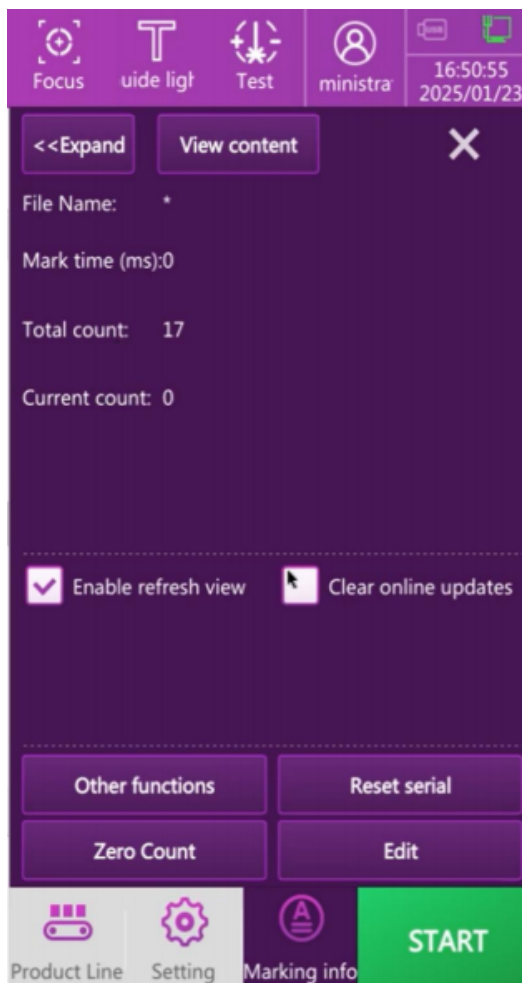 Focus uide ligh Test ministra 16:50:55
2025/01/23
<<Expand View content
File Name: *
Mark time (ms):0
Total count: 17
Current count: 0
Enable refresh view Clear online updates
Other functions Reset serial
Zero Count Edit
Product Line Setting Marking info START